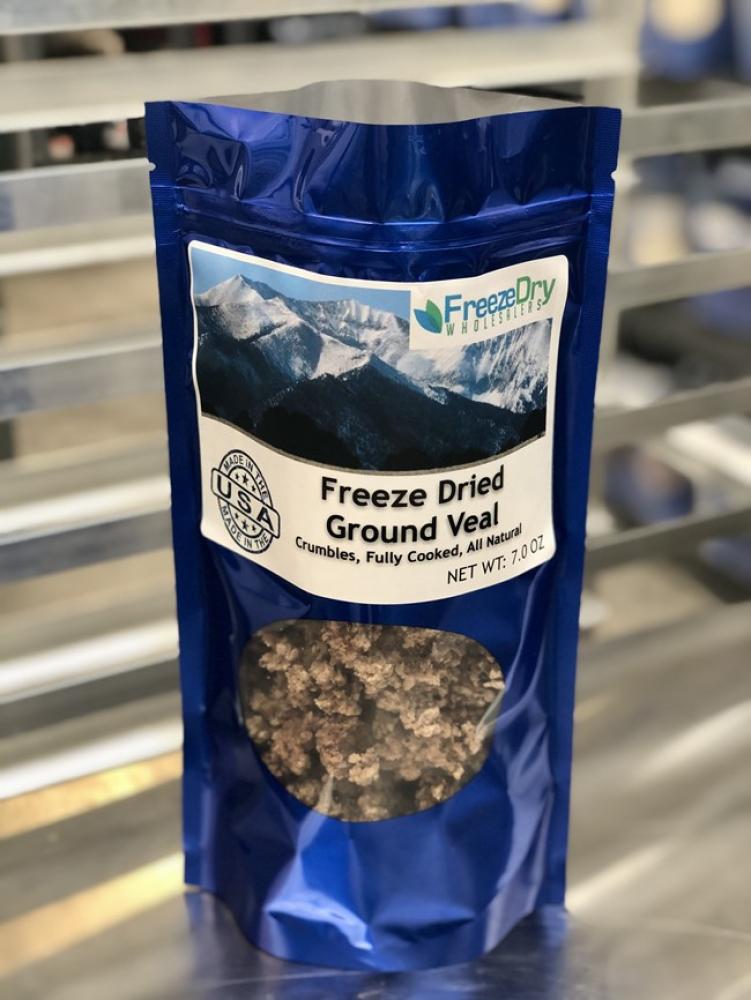 FreezeDry
WHOLESALERS
MADE IN THE
USA
MADE IN THE
Freeze Dried
Ground Veal
Crumbles, Fully Cooked, All Natural
NET WT: 7.0 OZ